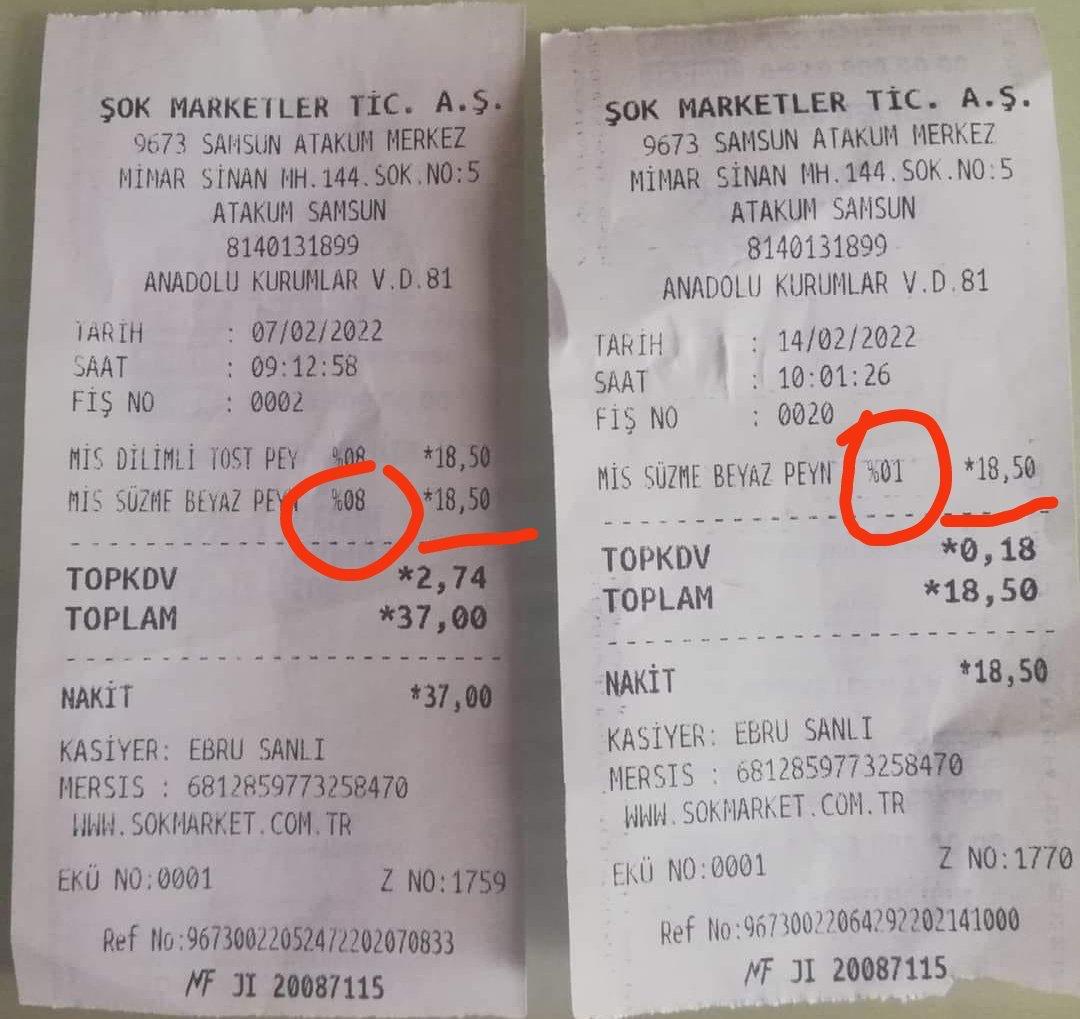 ŞOK MARKETLER TİC. A.Ş.
9673 SAMSUN ATAKUM MERKEZ
MİMAR SİNAN MH.144.SOK.NO:5
ATAKUM SAMSUN
8140131899
ANADOLU KURUMLAR V.D.81
TARİH : 07/02/2022
SAAT : 09:12:58
FİŞ NO : 0002
MİS DİLİMLİ TOST PEY %08 *18,50
MİS SÜZME BEYAZ PEYN %08 *18,50
TOPKDV *2,74
TOPLAM *37,00
NAKİT *37,00
KASİYER: EBRU SANLI
MERSIS : 6812859773258470
WWW.SOKMARKET.COM.TR
EKÜ NO:0001 Z NO:1759
Ref No:96730022052472202070833
MF JI 20087115
ŞOK MARKETLER TİC. A.Ş.
9673 SAMSUN ATAKUM MERKEZ
MİMAR SİNAN MH.144.SOK.NO:5
ATAKUM SAMSUN
8140131899
ANADOLU KURUMLAR V.D.81
TARİH : 14/02/2022
SAAT : 10:01:26
FİŞ NO : 0020
MİS SÜZME BEYAZ PEYN %01 *18,50
TOPKDV *0,18
TOPLAM *18,50
NAKİT *18,50
KASİYER: EBRU SANLI
MERSIS : 6812859773258470
WWW.SOKMARKET.COM.TR
EKÜ NO:0001 Z NO:1770
Ref No:96730022064292202141000
MF JI 20087115